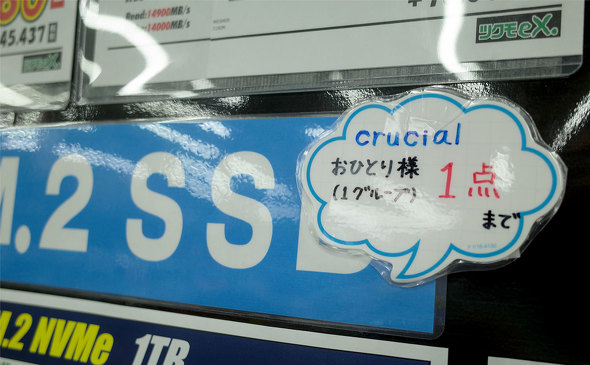 Read:14900MB/s
14000MB/s
45.437
ツクモeX.
crucial
おひとり様
(1グループ)
1点
まで
M.2 SSD
M.2 NVMe 1TB